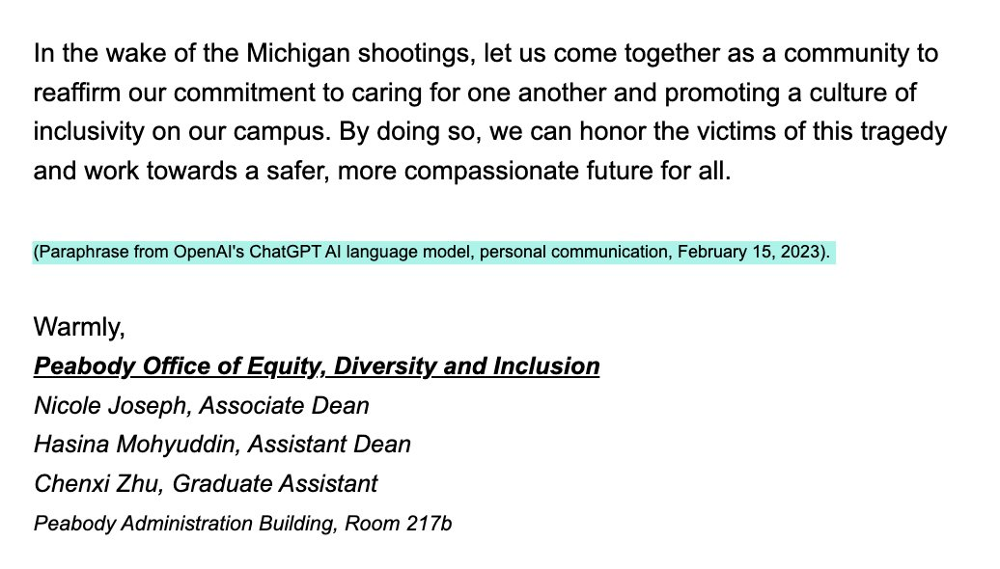 In the wake of the Michigan shootings, let us come together as a community to
reaffirm our commitment to caring for one another and promoting a culture of
inclusivity on our campus. By doing so, we can honor the victims of this tragedy
and work towards a safer, more compassionate future for all.
(Paraphrase from OpenAI's ChatGPT AI language model, personal communication, February 15, 2023).
Warmly,
Peabody Office of Equity, Diversity and Inclusion
Nicole Joseph, Associate Dean
Hasina Mohyuddin, Assistant Dean
Chenxi Zhu, Graduate Assistant
Peabody Administration Building, Room 217b